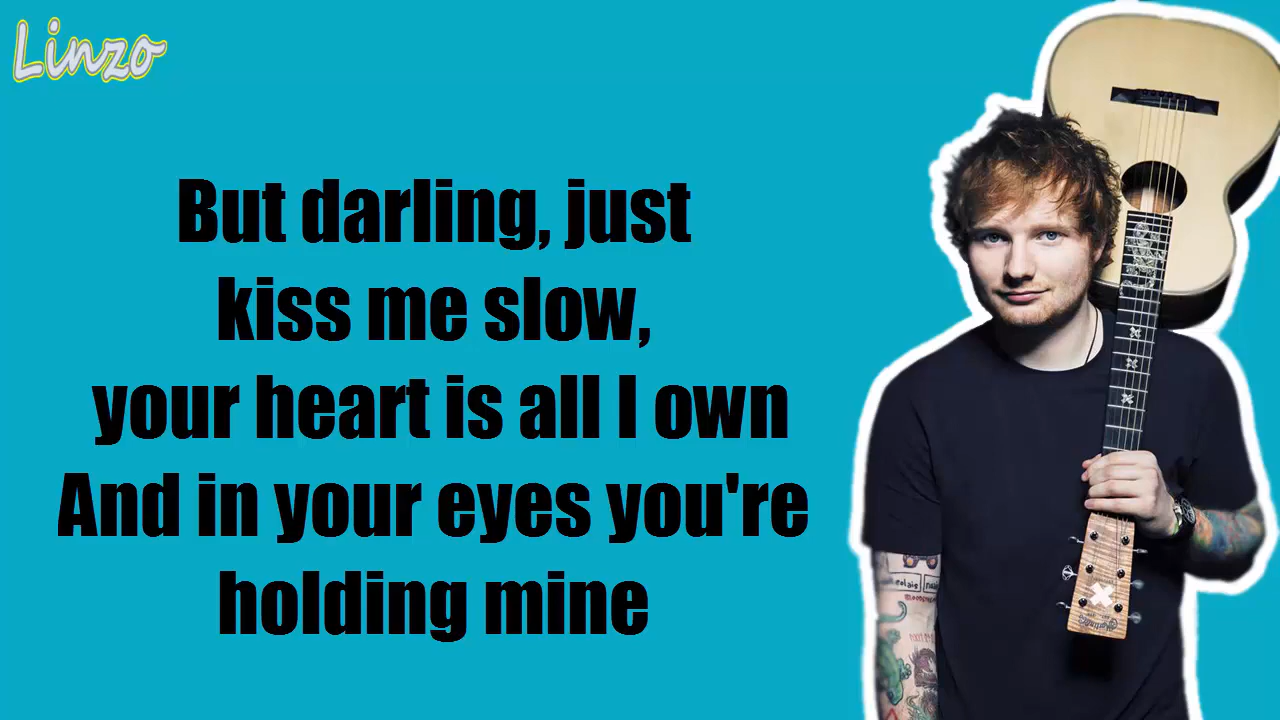 Linzo
But darling, just
kiss me slow,
your heart is all I own
And in your eyes you're
holding mine